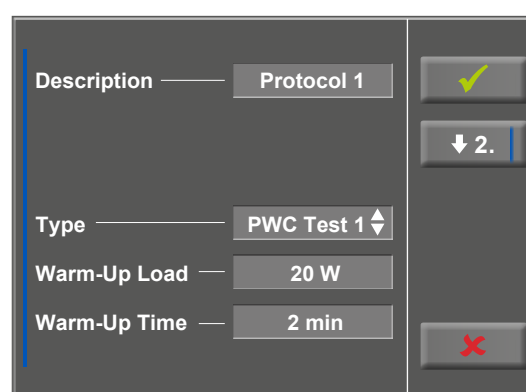 Description Protocol 1
2.
Type PWC Test 1
Warm-Up Load 20 W
Warm-Up Time 2 min